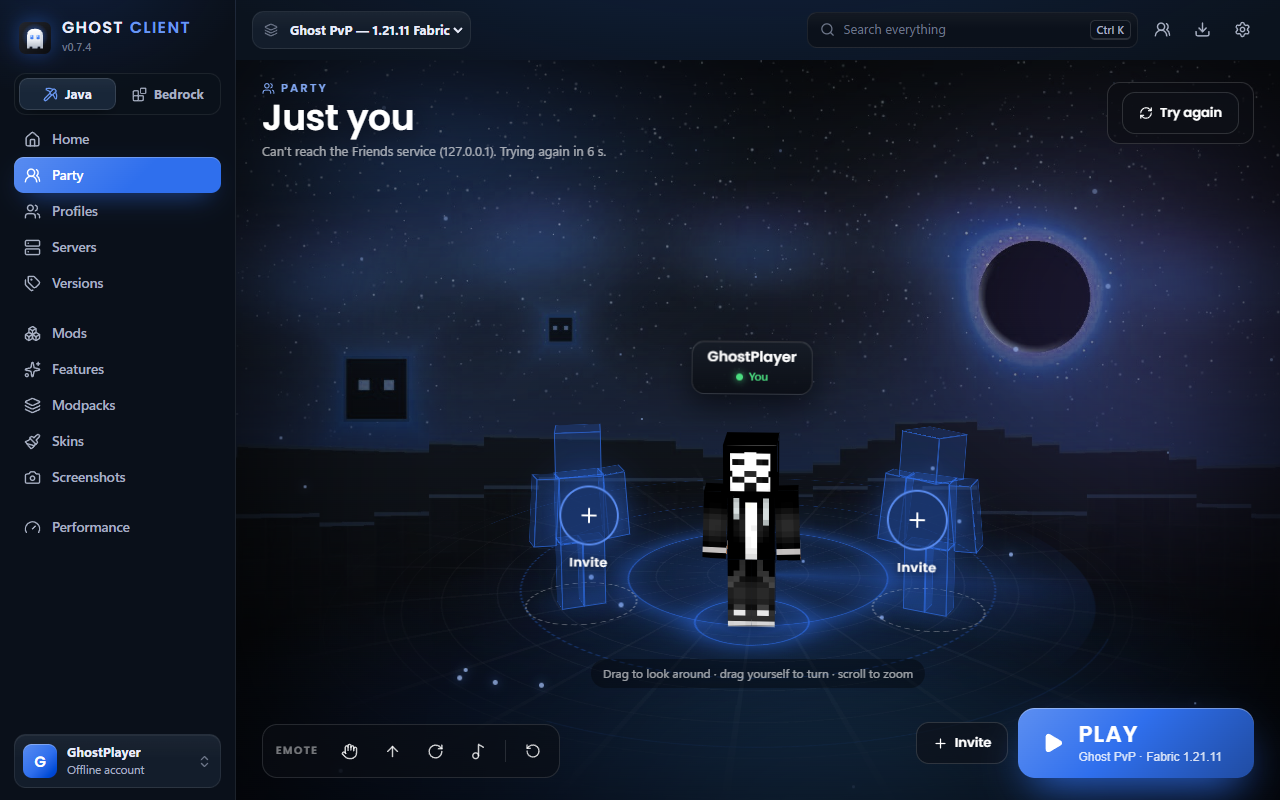 GHOST CLIENT
v0.7.4
Java
Bedrock
Home
Party
Profiles
Servers
Versions
Mods
Features
Modpacks
Skins
Screenshots
Performance
G
GhostPlayer
Offline account
Ghost PvP — 1.21.11 Fabric
Search everything
Ctrl K
PARTY
Just you
Can't reach the Friends service (127.0.0.1). Trying again in 6 s.
Try again
GhostPlayer
You
Invite
Invite
Drag to look around · drag yourself to turn · scroll to zoom
EMOTE
Invite
PLAY
Ghost PvP · Fabric 1.21.11